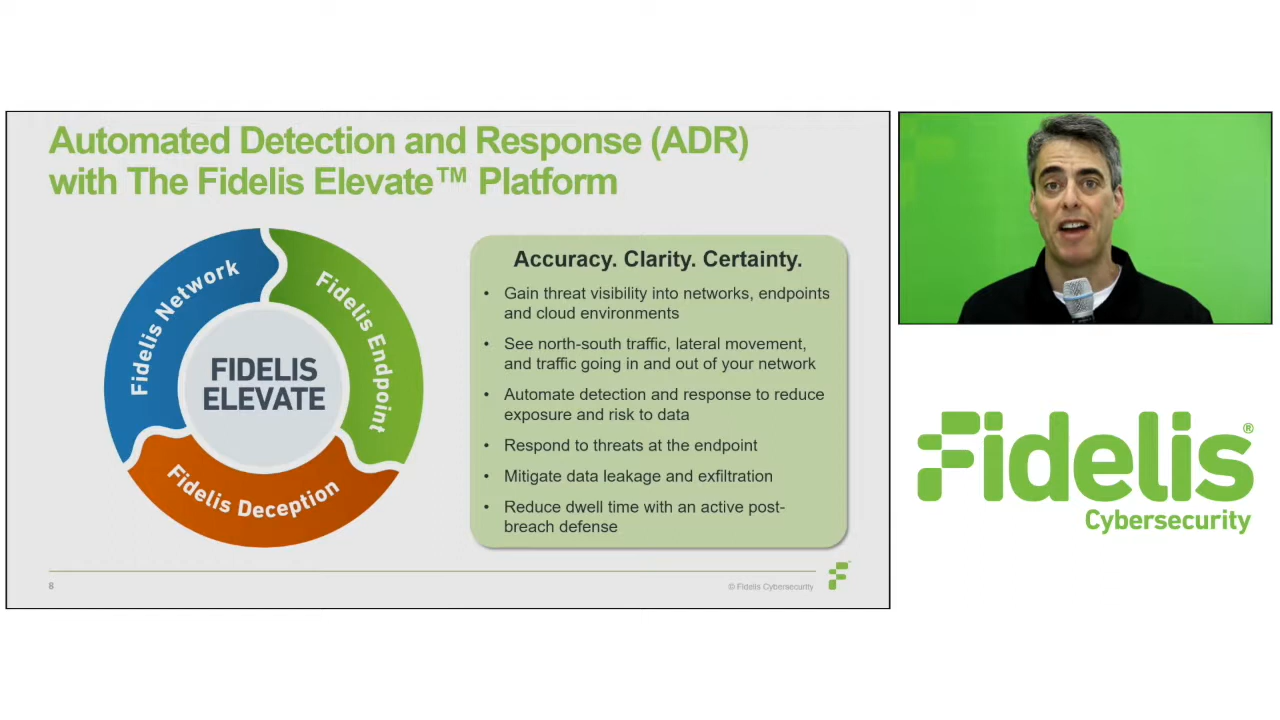 Automated Detection and Response (ADR)
with The Fidelis Elevate™ Platform
Fidelis Network
Fidelis Endpoint
FIDELIS
ELEVATE
Fidelis Deception
Accuracy. Clarity. Certainty.
• Gain threat visibility into networks, endpoints
and cloud environments
• See north-south traffic, lateral movement,
and traffic going in and out of your network
• Automate detection and response to reduce
exposure and risk to data
• Respond to threats at the endpoint
• Mitigate data leakage and exfiltration
• Reduce dwell time with an active post-
breach defense
8
© Fidelis Cybersecurity
Fidelis®
Cybersecurity